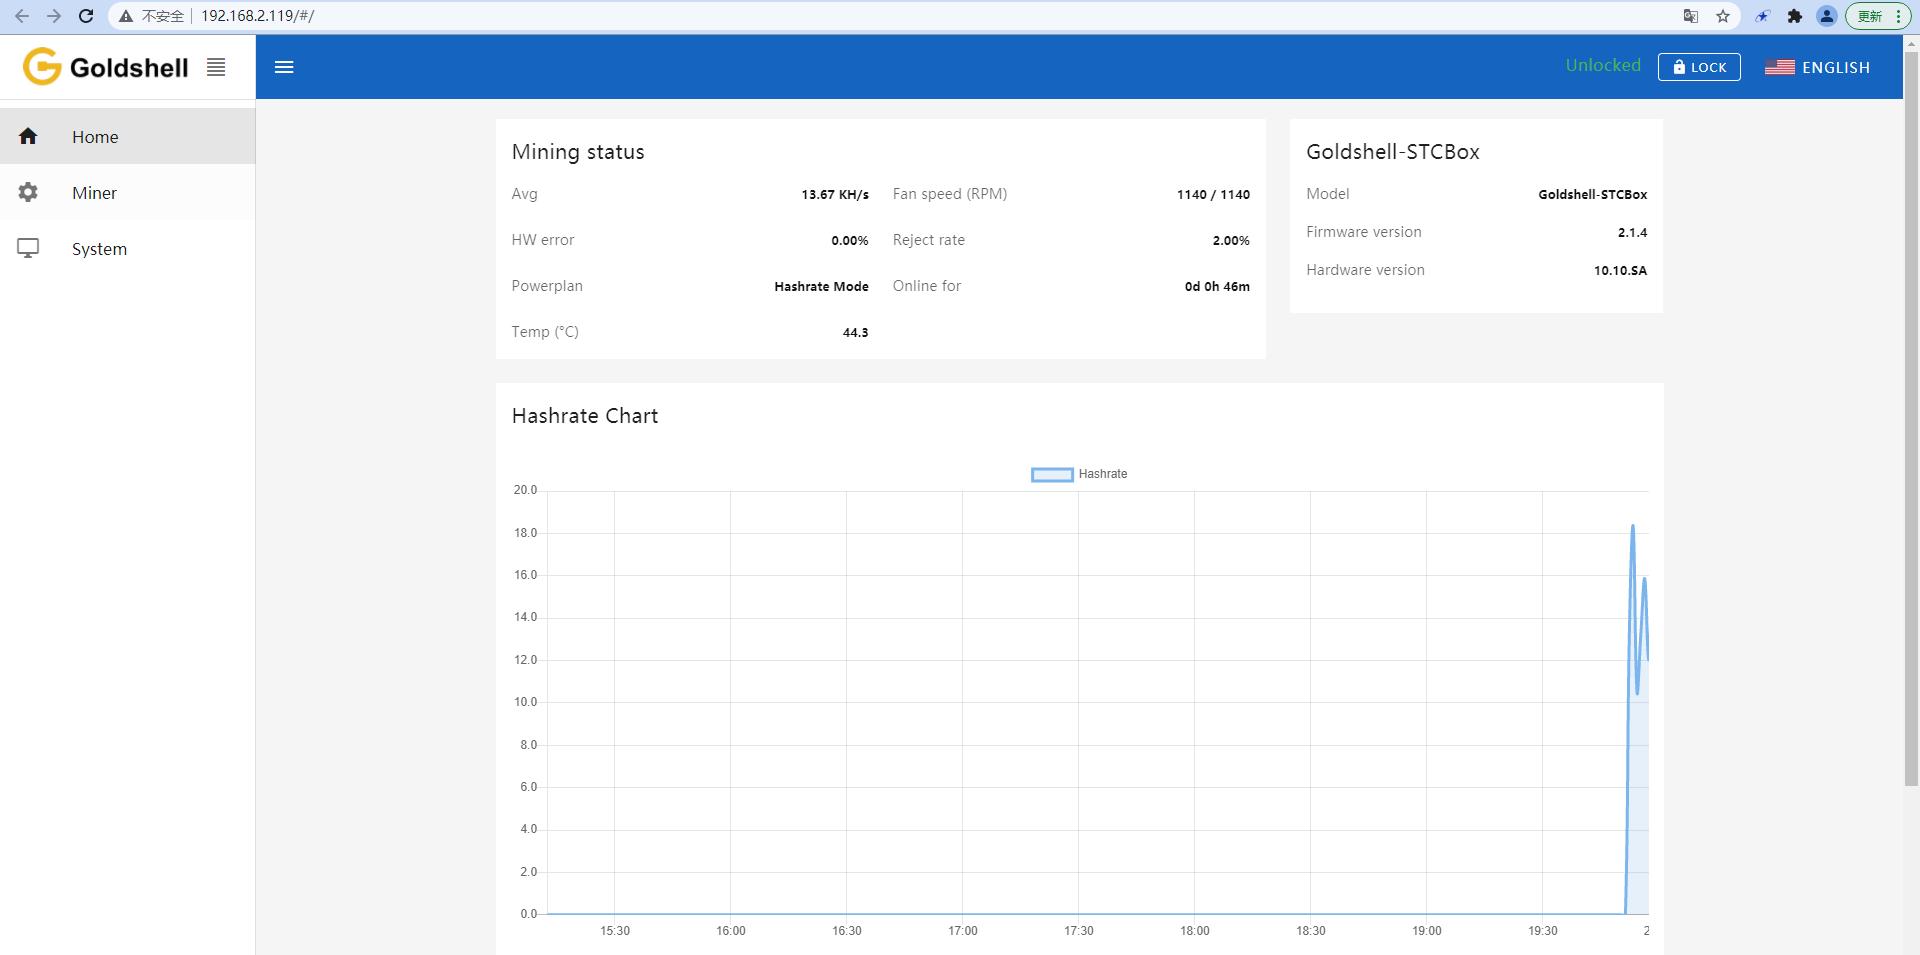 不安全 192.168.2.119/#/ 更新
Goldshell
Unlocked LOCK ENGLISH
Home
Miner
System
Mining status
Avg 13.67 KH/s Fan speed (RPM) 1140 / 1140
HW error 0.00% Reject rate 2.00%
Powerplan Hashrate Mode Online for 0d 0h 46m
Temp (°C) 44.3
Goldshell-STCBox
Model Goldshell-STCBox
Firmware version 2.1.4
Hardware version 10.10.SA
Hashrate Chart
Hashrate
20.0
18.0
16.0
14.0
12.0
10.0
8.0
6.0
4.0
2.0
0.0
15:30 16:00 16:30 17:00 17:30 18:00 18:30 19:00 19:30 2